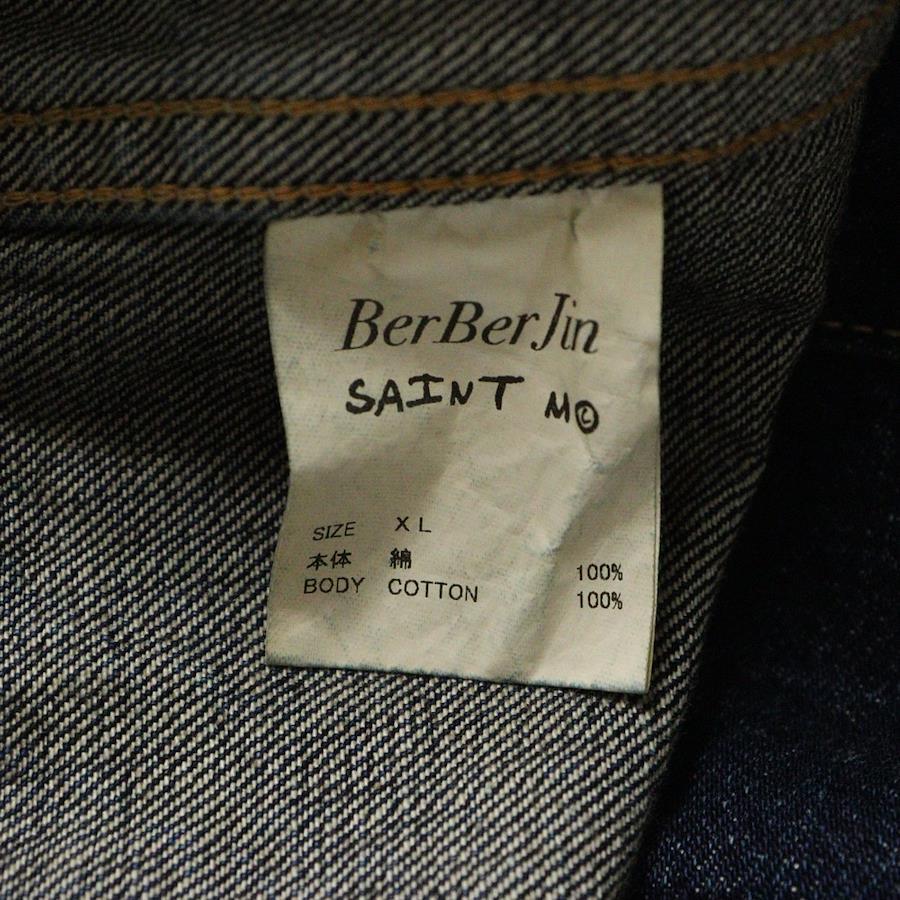 BerBerJin
SAINT M©
SIZE XL
本体 綿 100%
BODY COTTON 100%